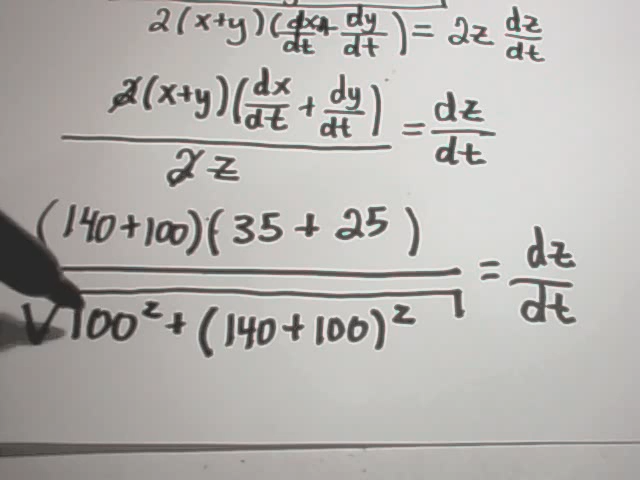 2(x+y)(dx/dt+dy/dt)=2z dz/dt
2(x+y)(dx/dt+dy/dt)/2z=dz/dt
(140+100)(35+25)/√100²+(140+100)²=dz/dt